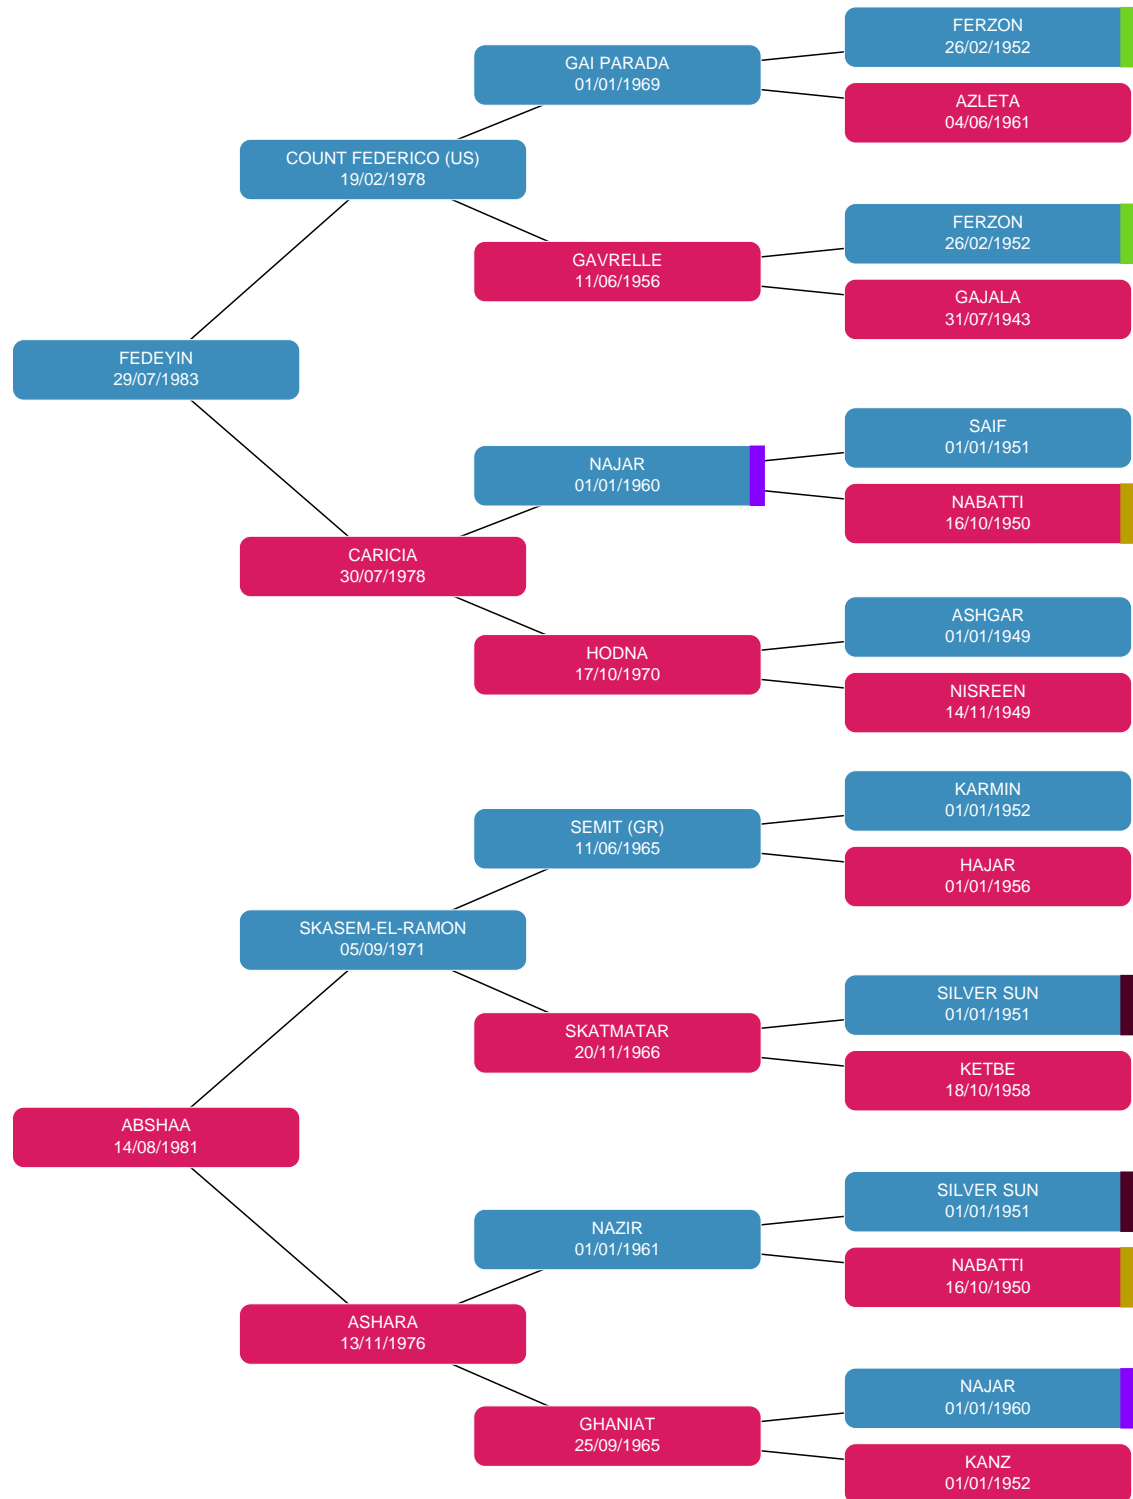 FERZON
26/02/1952
GAI PARADA
01/01/1969
AZLETA
04/06/1961
COUNT FEDERICO (US)
19/02/1978
FERZON
26/02/1952
GAVRELLE
11/06/1956
GAJALA
31/07/1943
FEDEYIN
29/07/1983
SAIF
01/01/1951
NAJAR
01/01/1960
NABATTI
16/10/1950
CARICIA
30/07/1978
ASHGAR
01/01/1949
HODNA
17/10/1970
NISREEN
14/11/1949
KARMIN
01/01/1952
SEMIT (GR)
11/06/1965
HAJAR
01/01/1956
SKASEM-EL-RAMON
05/09/1971
SILVER SUN
01/01/1951
SKATMATAR
20/11/1966
KETBE
18/10/1958
ABSHAA
14/08/1981
SILVER SUN
01/01/1951
NAZIR
01/01/1961
NABATTI
16/10/1950
ASHARA
13/11/1976
NAJAR
01/01/1960
GHANIAT
25/09/1965
KANZ
01/01/1952